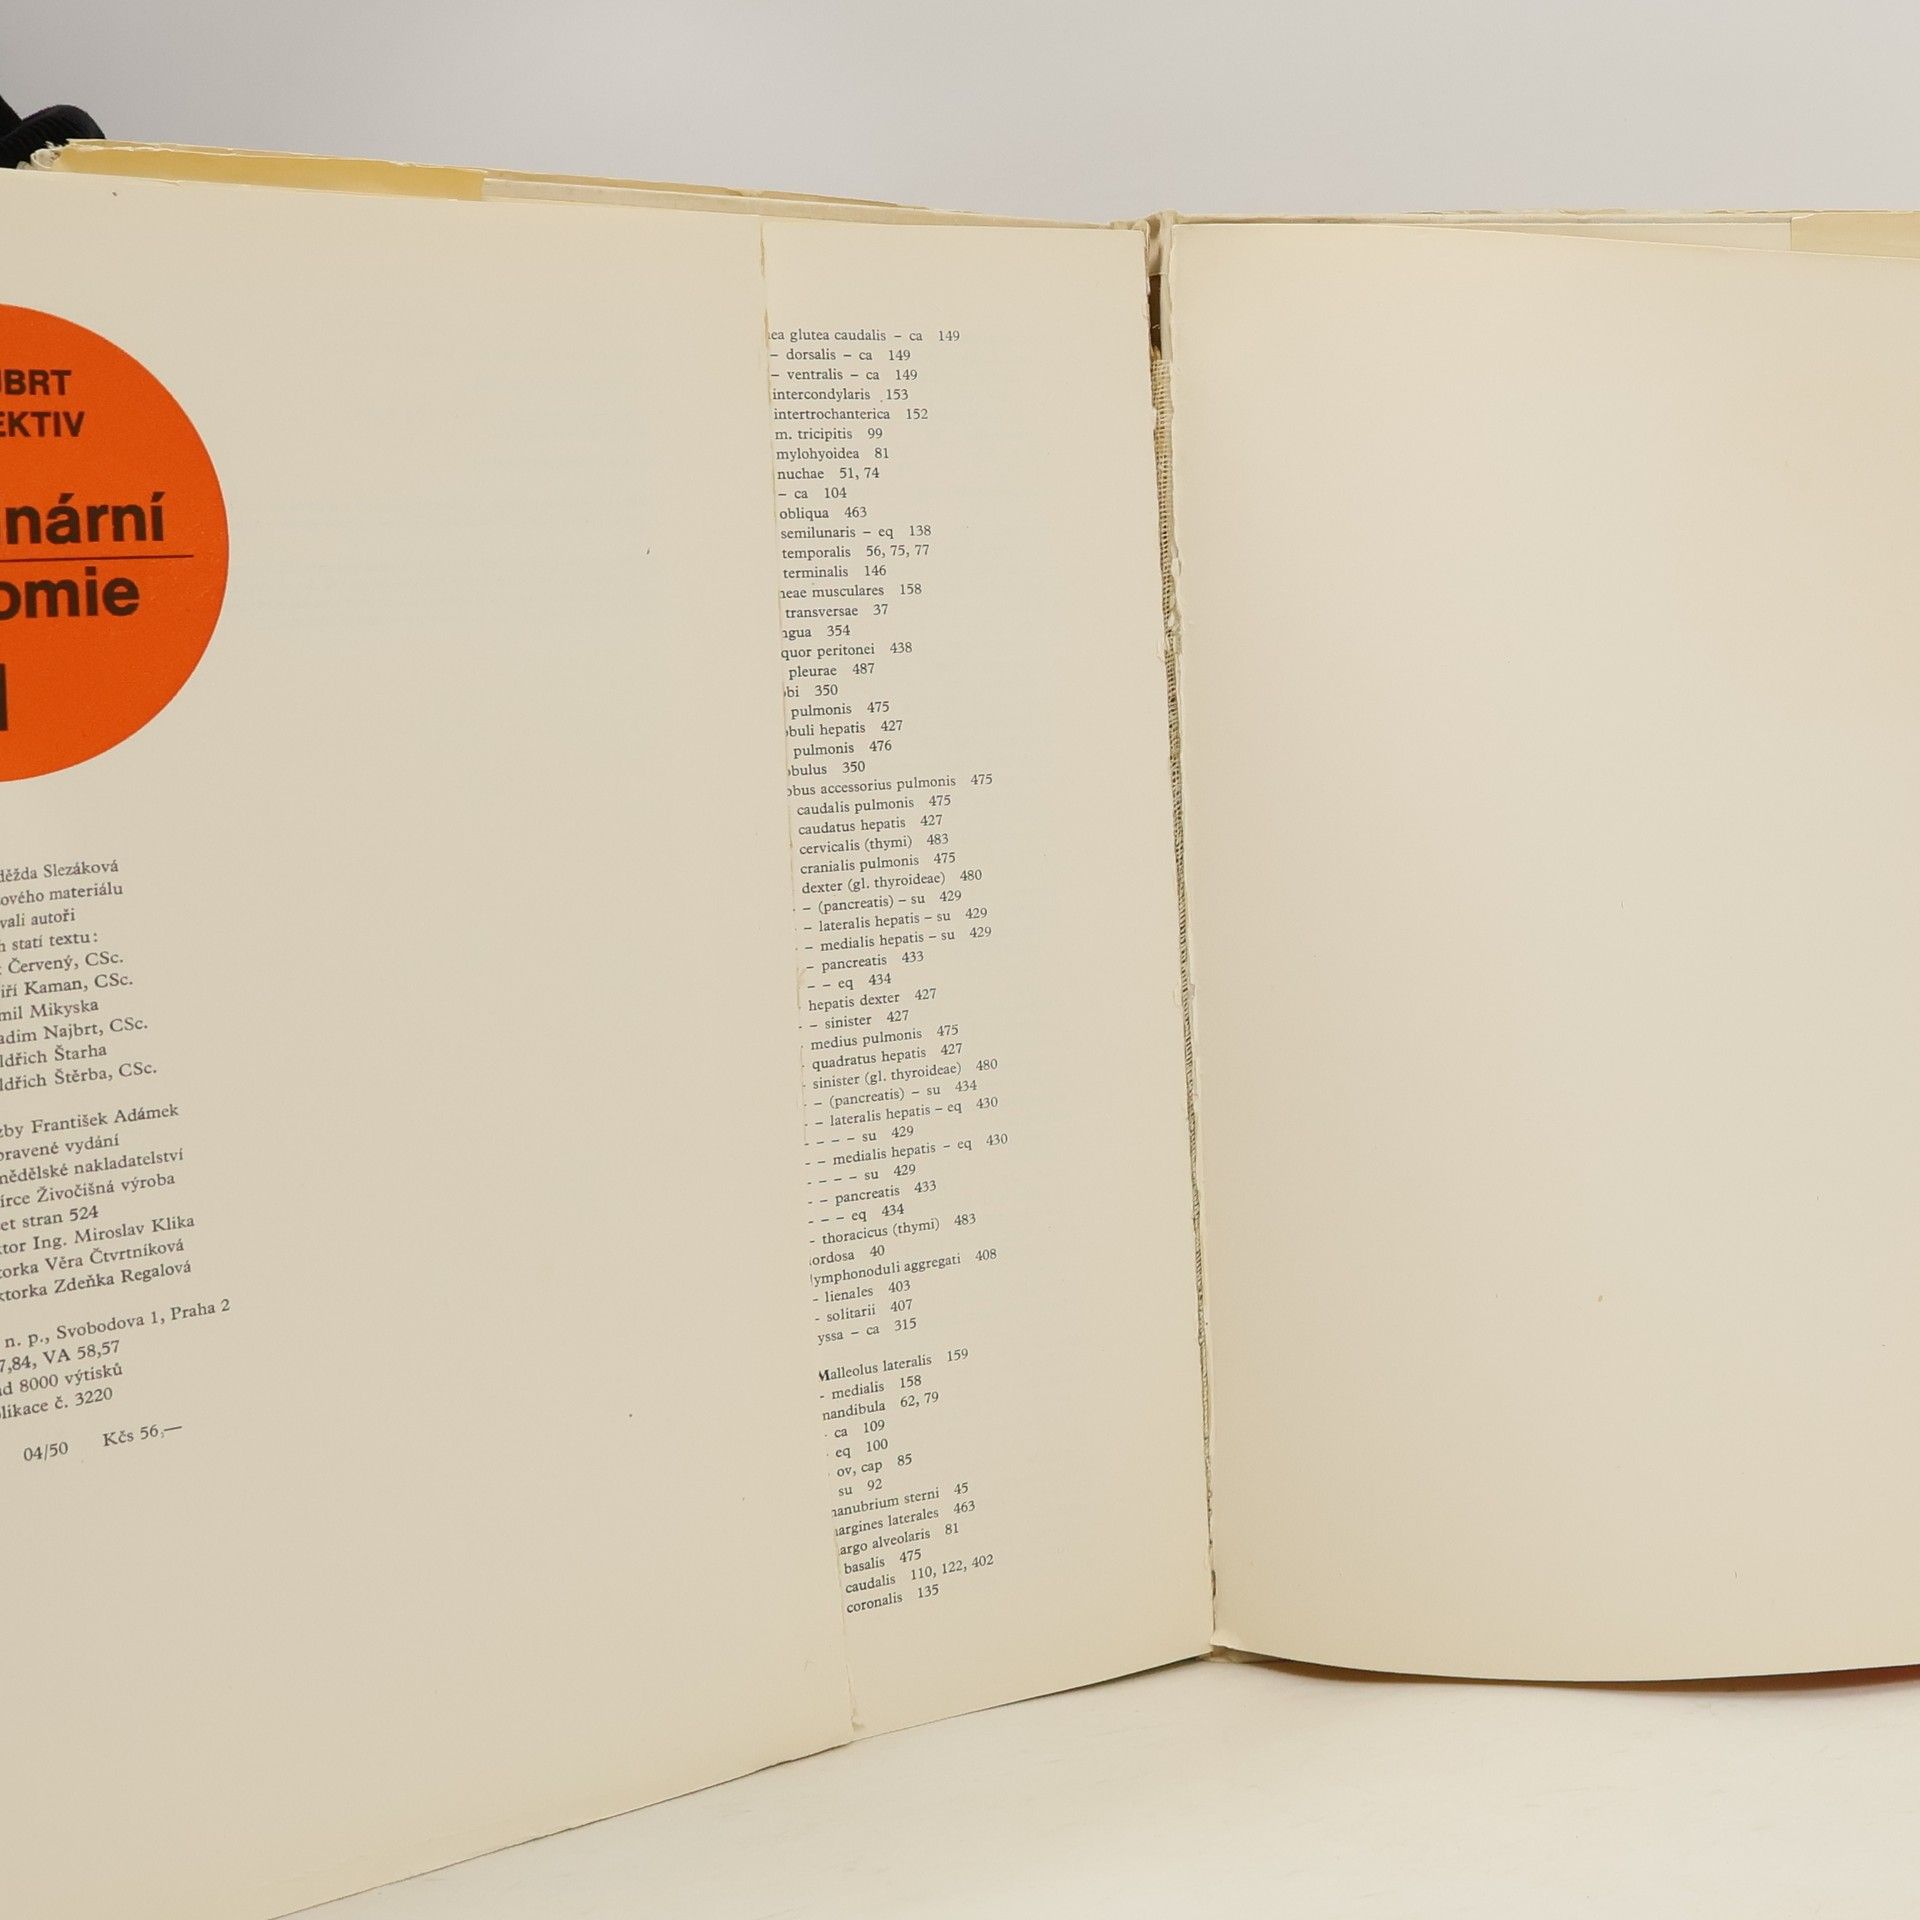 JBRT
EKTIV
nární
omie
děžda Slezáková
ového materiálu
vali autoři
h statí textu:
Červený, CSc.
iří Kaman, CSc.
mil Mikyska
adim Najbrt, CSc.
ldřich Štarha
ldřich Štěrba, CSc.
zby František Adámek
pravené vydání
mědělské nakladatelství
írce Živočišná výroba
et stran 524
ktor Ing. Miroslav Klika
torka Věra Čtvrtníková
ktorka Zdeňka Regalová
n. p., Svobodova 1, Praha 2
7,84, VA 58,57
ad 8000 výtisků
likace č. 3220
04/50 Kčs 56,—
ea glutea caudalis – ca 149
– dorsalis – ca 149
– ventralis – ca 149
intercondylaris 153
intertrochanterica 152
m. tricipitis 99
mylohyoidea 81
nuchae 51, 74
– ca 104
obliqua 463
semilunaris – eq 138
temporalis 56, 75, 77
terminalis 146
neae musculares 158
transversae 37
ngua 354
quor peritonei 438
pleurae 487
bi 350
pulmonis 475
buli hepatis 427
pulmonis 476
bulus 350
obus accessorius pulmonis 475
caudalis pulmonis 475
caudatus hepatis 427
cervicalis (thymi) 483
cranialis pulmonis 475
dexter (gl. thyroideae) 480
- – (pancreatis) – su 429
- – lateralis hepatis – su 429
- – medialis hepatis – su 429
– pancreatis 433
– – eq 434
hepatis dexter 427
- – sinister 427
medius pulmonis 475
quadratus hepatis 427
sinister (gl. thyroideae) 480
- – (pancreatis) – su 434
- – lateralis hepatis – eq 430
- – – – su 429
– – medialis hepatis – eq 430
- – – – su 429
- – pancreatis 433
- – – eq 434
- thoracicus (thymi) 483
lordosa 40
lymphonoduli aggregati 408
- lienales 403
- solitarii 407
yssa – ca 315
Malleolus lateralis 159
- medialis 158
mandibula 62, 79
- ca 109
- eq 100
- ov, cap 85
su 92
manubrium sterni 45
margines laterales 463
argo alveolaris 81
basalis 475
caudalis 110, 122, 402
coronalis 135